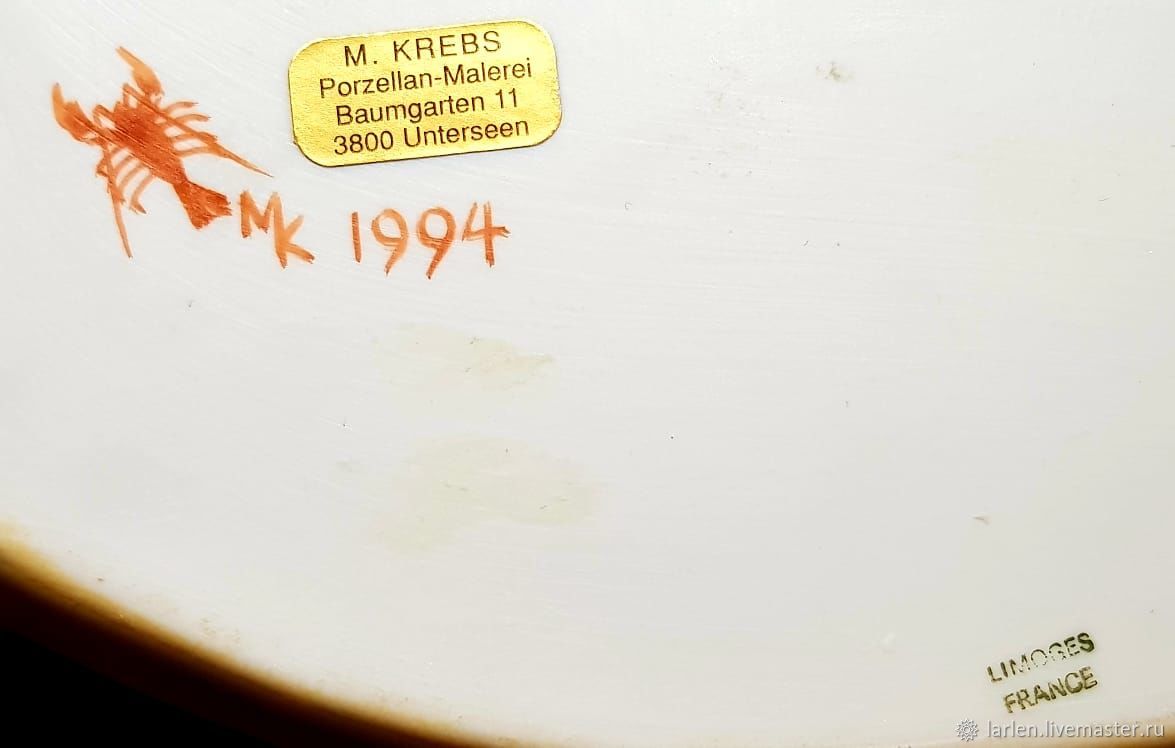 M. KREBS
Porzellan-Malerei
Baumgarten 11
3800 Unterseen
MK 1994
LIMOGES
FRANCE
larlen.livemaster.ru